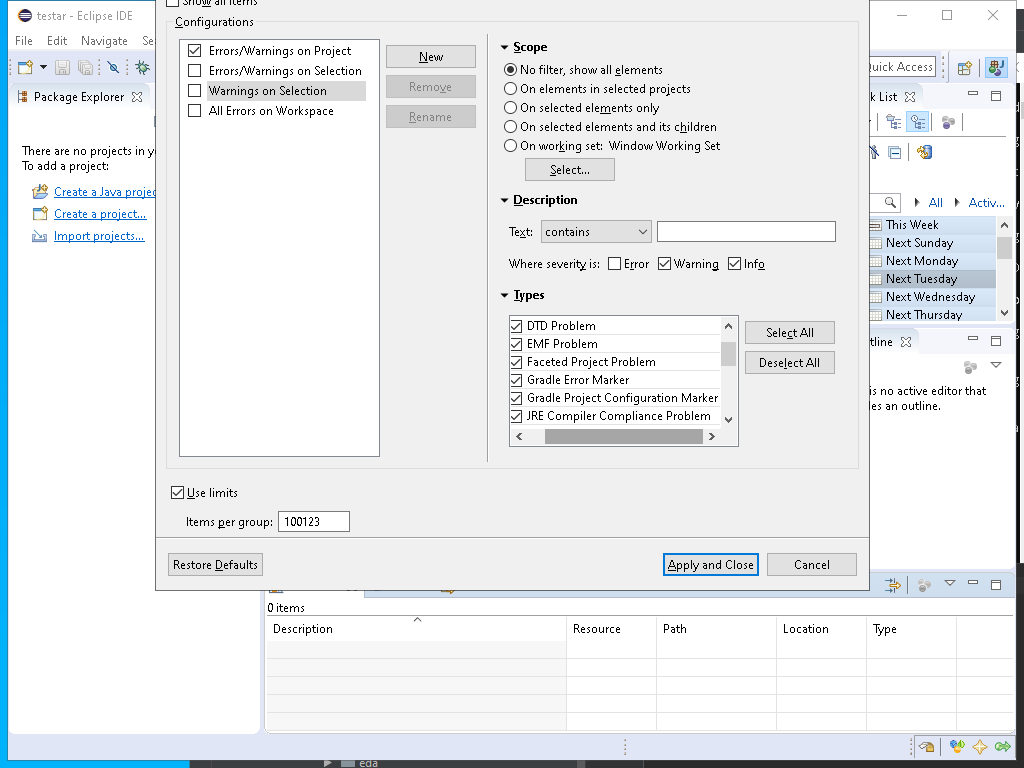 testar - Eclipse IDE
File Edit Navigate Se
Show all items
Configurations
Errors/Warnings on Project
Errors/Warnings on Selection
Warnings on Selection
All Errors on Workspace
New
Remove
Rename
Scope
No filter, show all elements
On elements in selected projects
On selected elements only
On selected elements and its children
On working set: Window Working Set
Select...
Description
Text: contains
Where severity is: Error Warning Info
Types
DTD Problem
EMF Problem
Faceted Project Problem
Gradle Error Marker
Gradle Project Configuration Marker
JRE Compiler Compliance Problem
Select All
Deselect All
Use limits
Items per group: 100123
Restore Defaults
Apply and Close
Cancel
Package Explorer
There are no projects in y
To add a project:
Create a Java projec
Create a project...
Import projects...
Quick Access
k List
All Activ...
This Week
Next Sunday
Next Monday
Next Tuesday
Next Wednesday
Next Thursday
tline
is no active editor that
des an outline.
0 items
Description Resource Path Location Type
eda